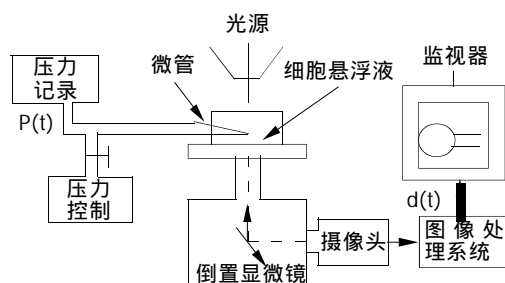 光源
微管
细胞悬浮液
监视器
压力
记录
P(t)
压力
控制
d(t)
摄像头
图像处
理系统
倒置显微镜